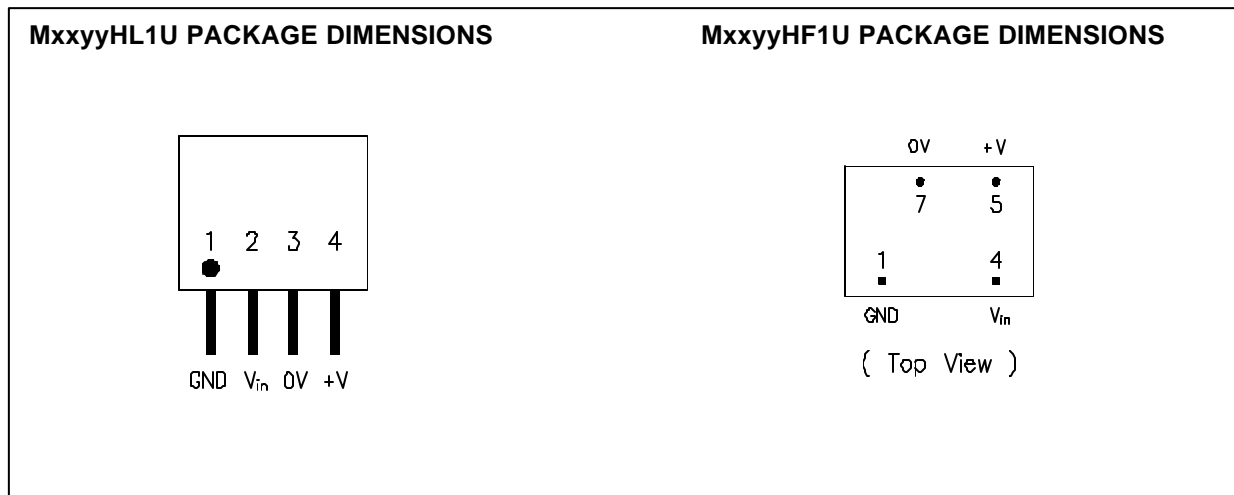 MxxyyHL1U PACKAGE DIMENSIONS
1 2 3 4
GND Vin 0V +V
MxxyyHF1U PACKAGE DIMENSIONS
0V +V
7 5
1 4
GND Vin
( Top View )